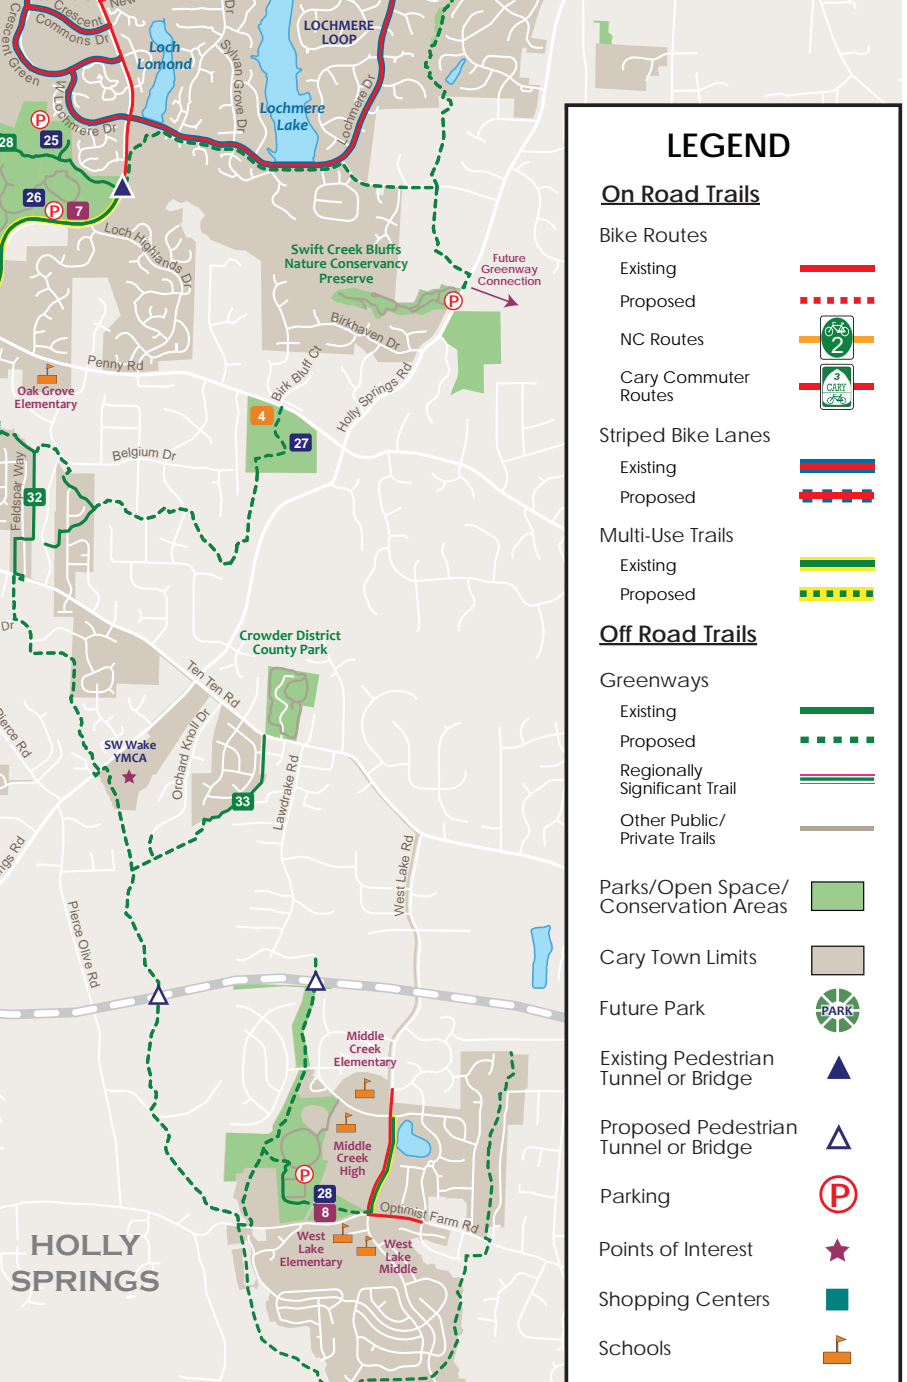 Crescent
Commons Dr
Crescent Green
New
Dr
Sylvan Grove Dr
LOCHMERE
LOOP
Loch
Lomond
Lochmere
Lake
Lochmere Dr
W Lochmere Dr
P
28
25
26
P
7
Loch Highlands Dr
Swift Creek Bluffs
Nature Conservancy
Preserve
Future
Greenway
Connection
P
Birkhaven Dr
Penny Rd
Birk Bluff Ct
Holly Springs Rd
Oak Grove
Elementary
4
27
Belgium Dr
Feldspar Way
32
Dr
Crowder District
County Park
Ten Ten Rd
Pierce Rd
SW Wake
YMCA
Orchard Knoll Dr
Lawdrake Rd
33
ngs Rd
West Lake Rd
Pierce Olive Rd
Middle
Creek
Elementary
Middle
Creek
High
P
28
8
Optimist Farm Rd
West
Lake
Elementary
West
Lake
Middle
HOLLY
SPRINGS
LEGEND
On Road Trails
Bike Routes
Existing
Proposed
NC Routes
2
Cary Commuter
Routes
3
CARY
Striped Bike Lanes
Existing
Proposed
Multi-Use Trails
Existing
Proposed
Off Road Trails
Greenways
Existing
Proposed
Regionally
Significant Trail
Other Public/
Private Trails
Parks/Open Space/
Conservation Areas
Cary Town Limits
Future Park
PARK
Existing Pedestrian
Tunnel or Bridge
Proposed Pedestrian
Tunnel or Bridge
Parking
P
Points of Interest
Shopping Centers
Schools